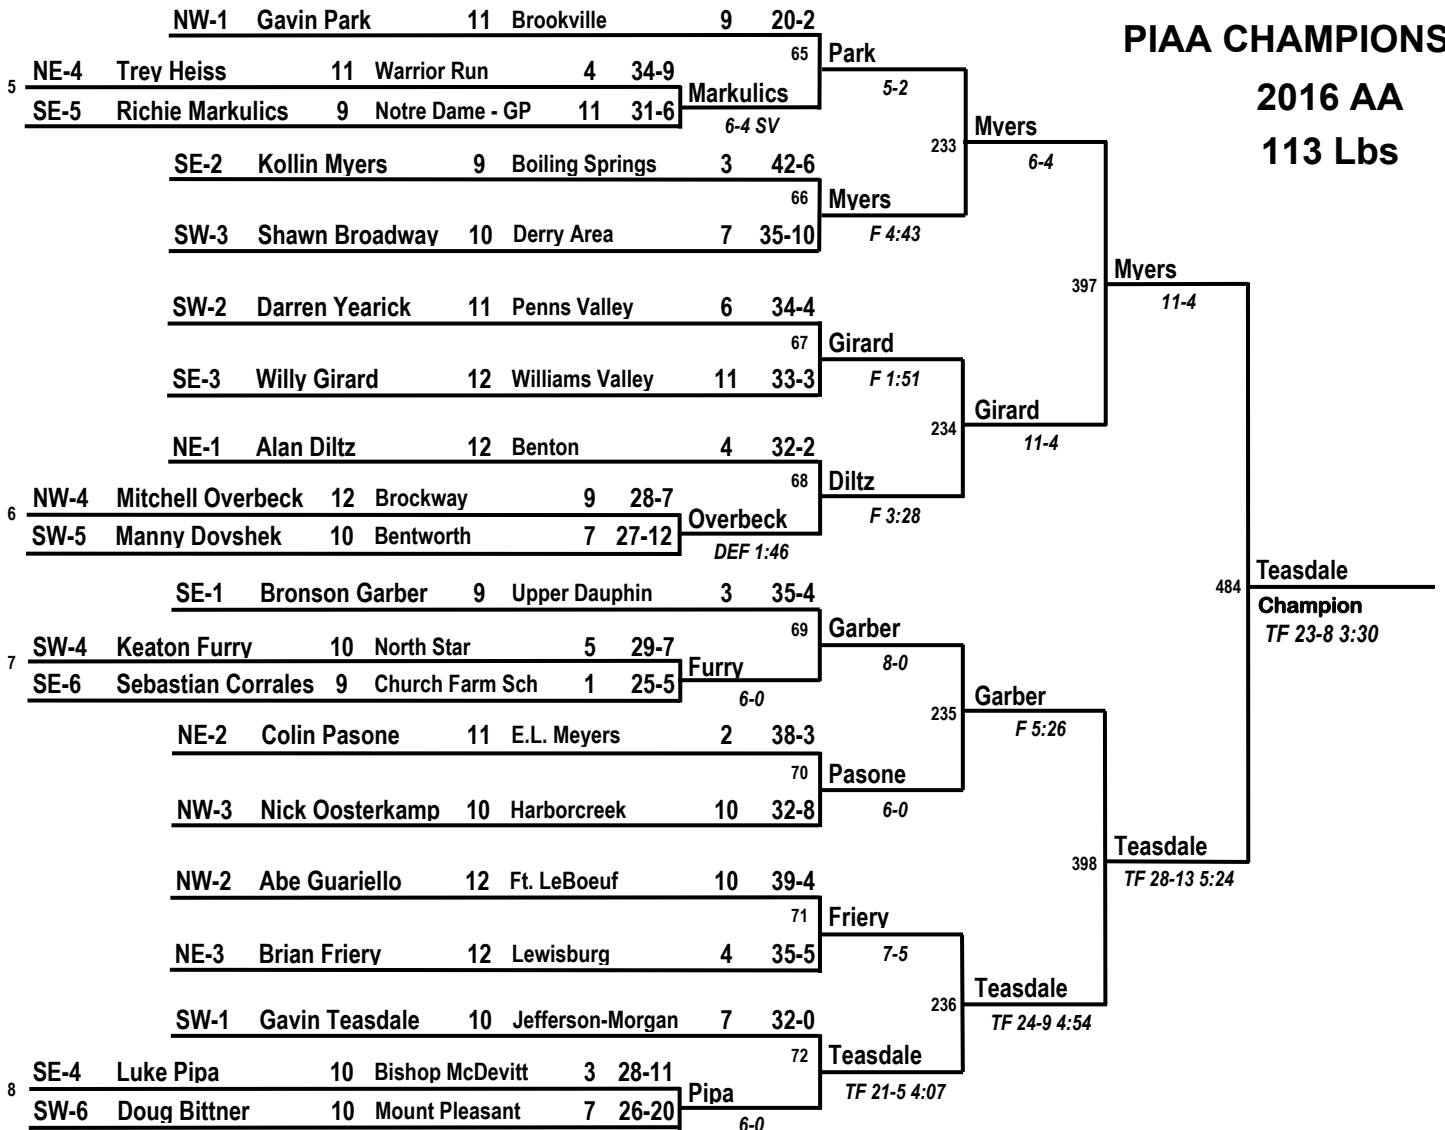 NW-1 Gavin Park 11 Brookville 9 20-2
PIAA CHAMPIONS
65 Park
5-2
5 NE-4 Trey Heiss 11 Warrior Run 4 34-9
2016 AA
Markulics
SE-5 Richie Markulics 9 Notre Dame - GP 11 31-6
6-4 SV
Myers
113 Lbs
233
6-4
SE-2 Kollin Myers 9 Boiling Springs 3 42-6
66 Myers
F 4:43
SW-3 Shawn Broadway 10 Derry Area 7 35-10
Myers
397
11-4
SW-2 Darren Yearick 11 Penns Valley 6 34-4
67 Girard
F 1:51
SE-3 Willy Girard 12 Williams Valley 11 33-3
Girard
234
11-4
NE-1 Alan Diltz 12 Benton 4 32-2
68 Diltz
F 3:28
6 NW-4 Mitchell Overbeck 12 Brockway 9 28-7
Overbeck
SW-5 Manny Dovshek 10 Bentworth 7 27-12
DEF 1:46
Teasdale
484
Champion
TF 23-8 3:30
SE-1 Bronson Garber 9 Upper Dauphin 3 35-4
69 Garber
8-0
7 SW-4 Keaton Furry 10 North Star 5 29-7
Furry
SE-6 Sebastian Corrales 9 Church Farm Sch 1 25-5
6-0
Garber
235
F 5:26
NE-2 Colin Pasone 11 E.L. Meyers 2 38-3
70 Pasone
6-0
NW-3 Nick Oosterkamp 10 Harborcreek 10 32-8
Teasdale
398
TF 28-13 5:24
NW-2 Abe Guariello 12 Ft. LeBoeuf 10 39-4
71 Friery
7-5
NE-3 Brian Friery 12 Lewisburg 4 35-5
Teasdale
236
TF 24-9 4:54
SW-1 Gavin Teasdale 10 Jefferson-Morgan 7 32-0
72 Teasdale
TF 21-5 4:07
8 SE-4 Luke Pipa 10 Bishop McDevitt 3 28-11
Pipa
SW-6 Doug Bittner 10 Mount Pleasant 7 26-20
6-0